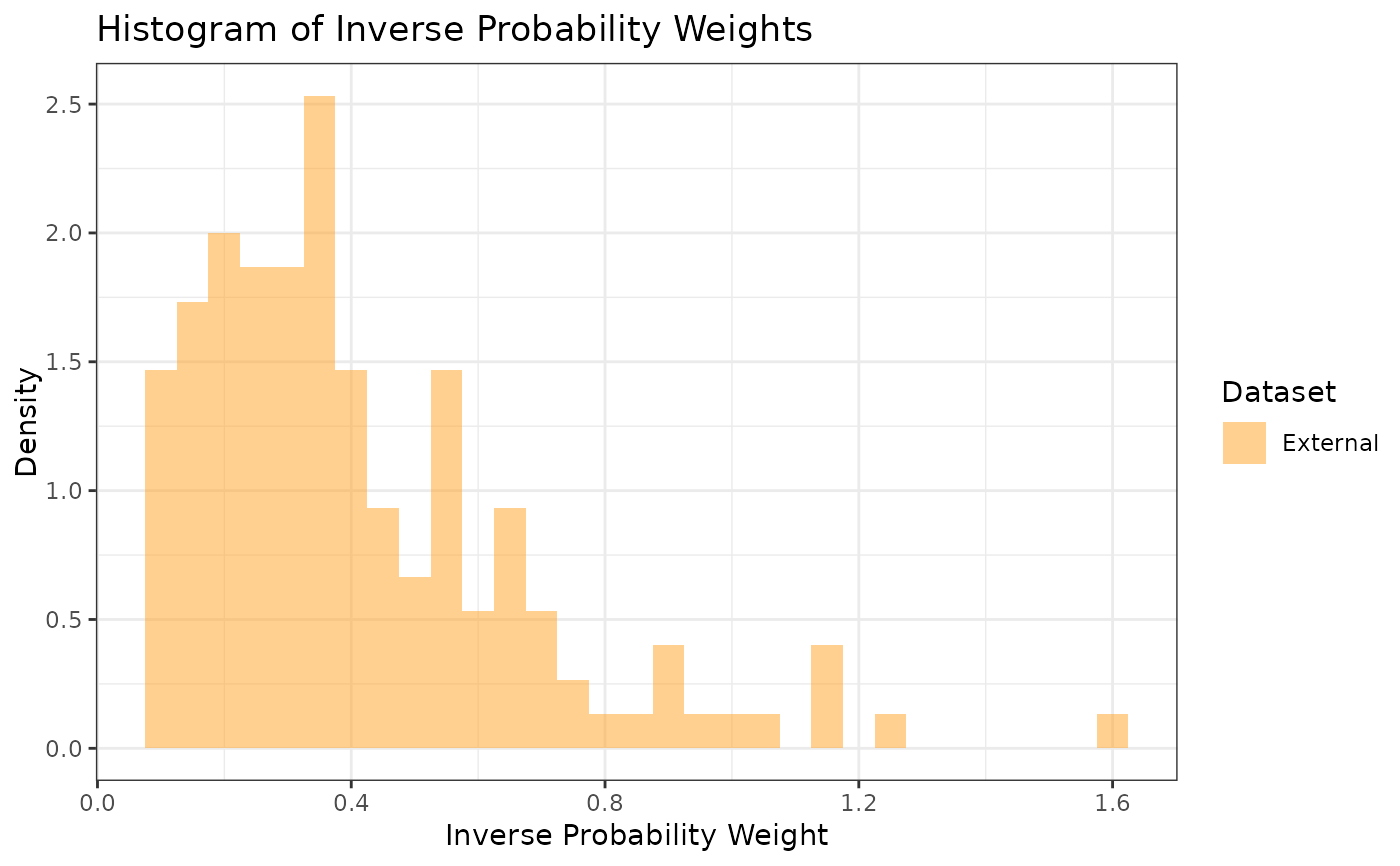 Histogram of Inverse Probability Weights
2.5
2.0
1.5
1.0
0.5
0.0
Density
0.0 0.4 0.8 1.2 1.6
Inverse Probability Weight
Dataset
External